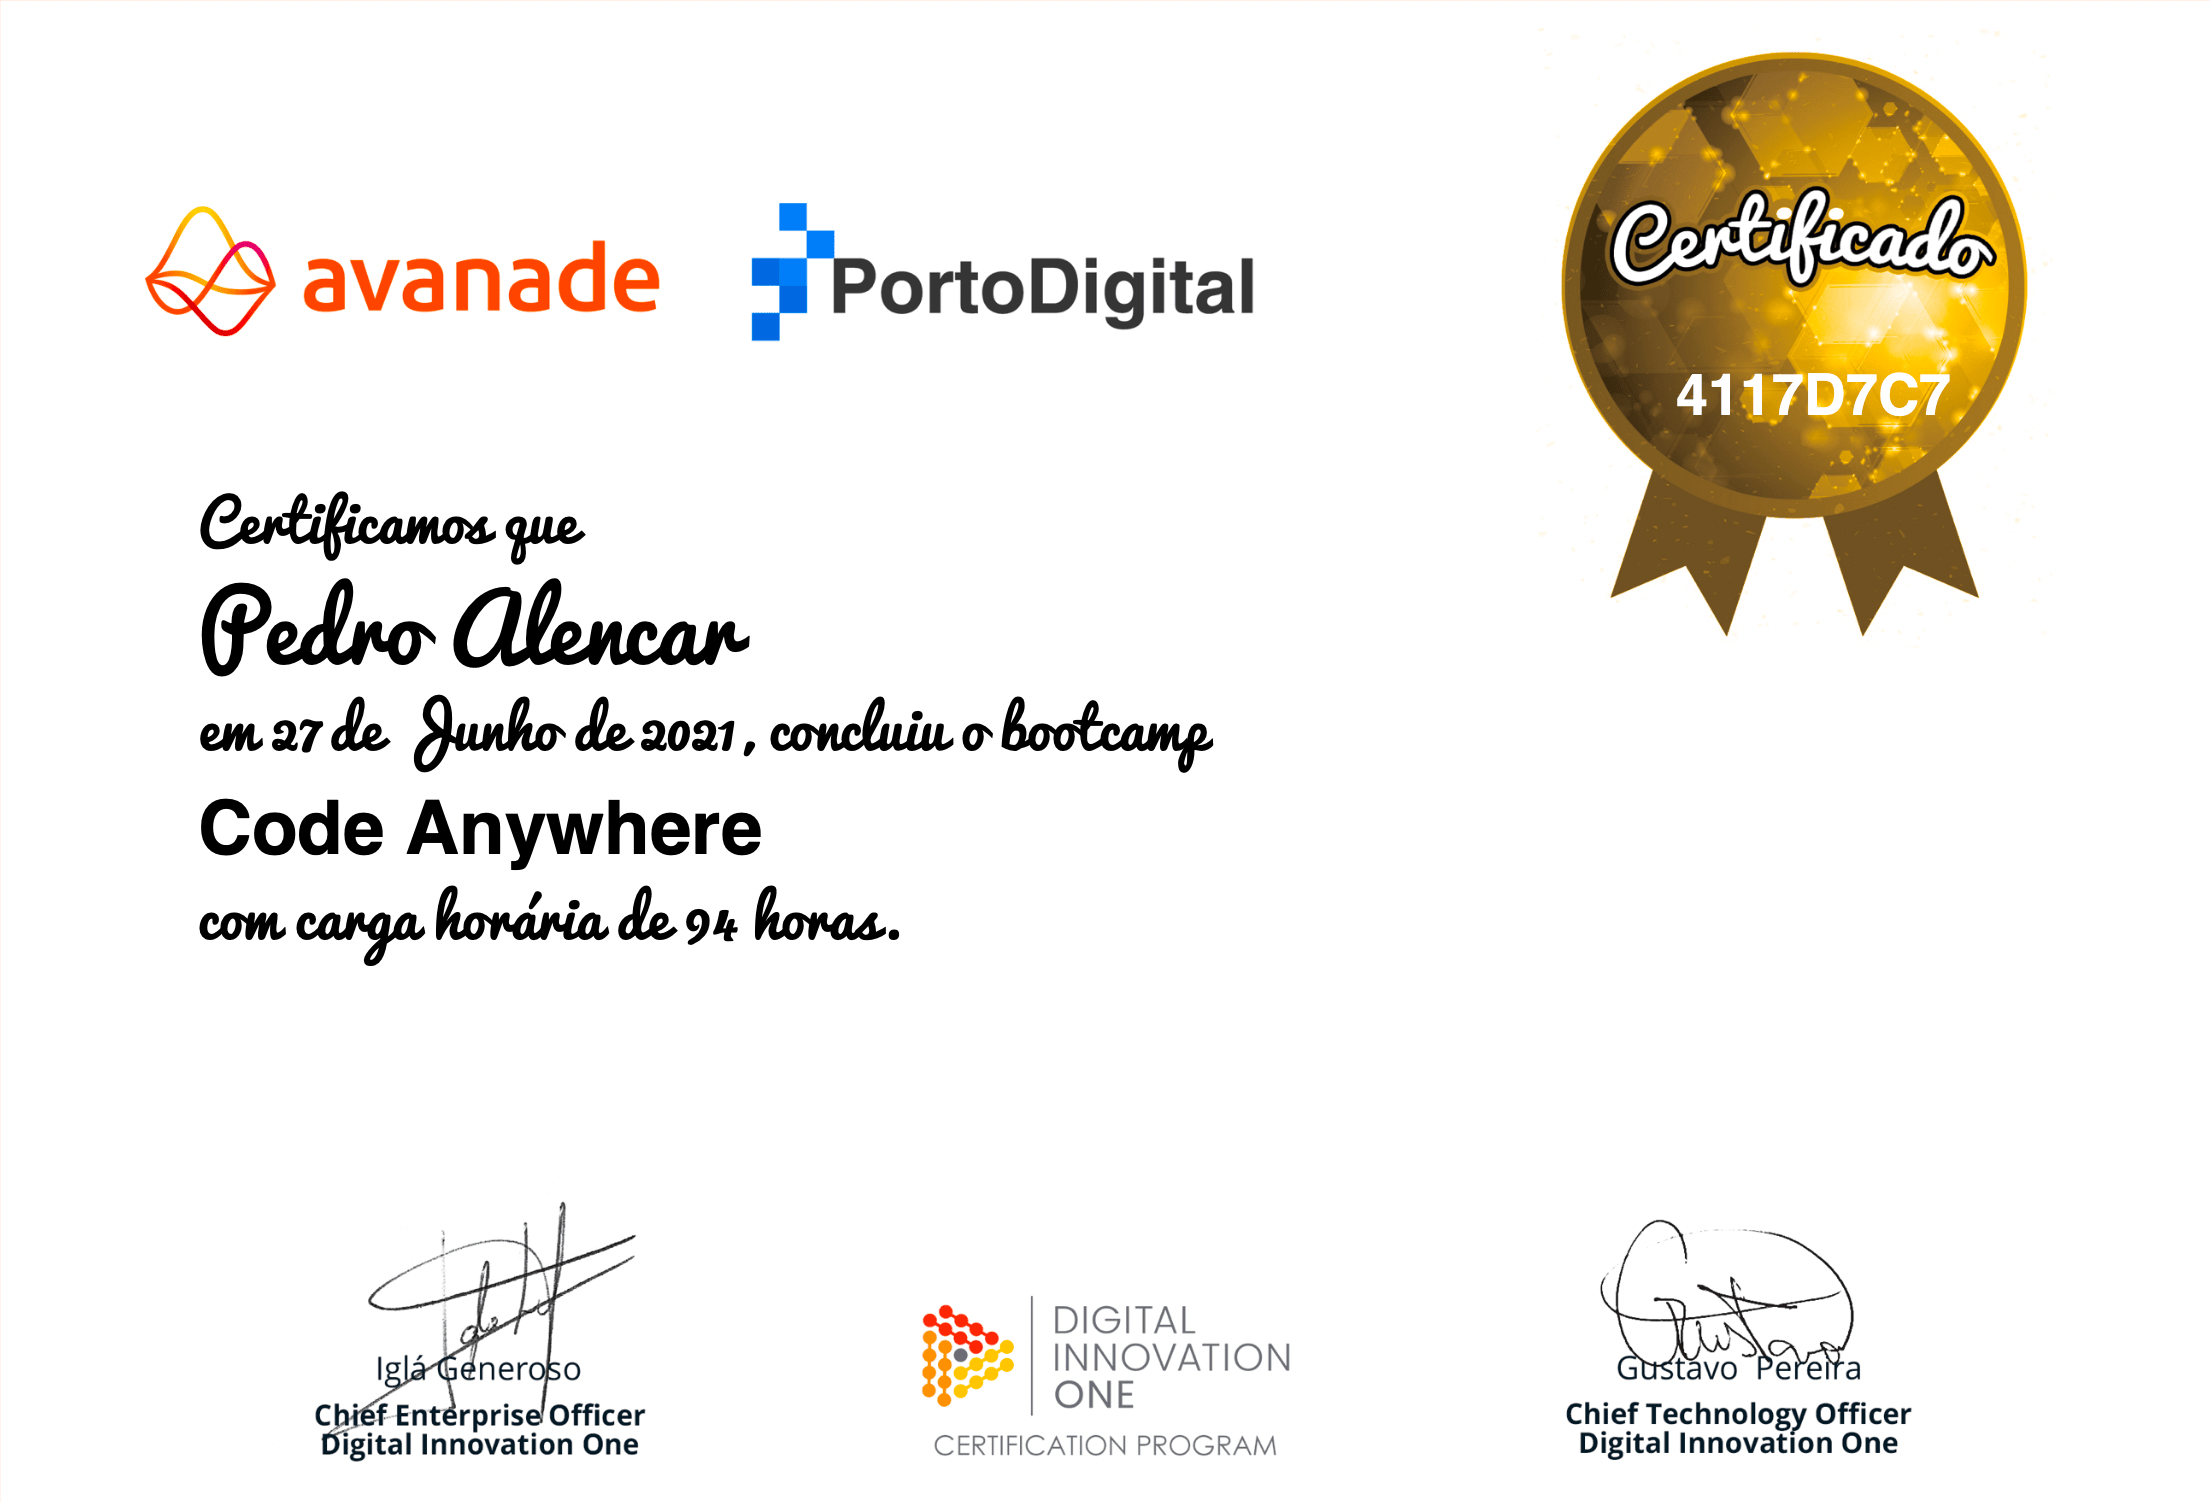 avanade
PortoDigital
Certificado
4117D7C7
Certificamos que
Pedro Alencar
em 27 de Junho de 2021, concluiu o bootcamp
Code Anywhere
com carga horária de 94 horas.
Iglá Generoso
Chief Enterprise Officer
Digital Innovation One
DIGITAL
INNOVATION
ONE
CERTIFICATION PROGRAM
Gustavo
Gustavo Pereira
Chief Technology Officer
Digital Innovation One